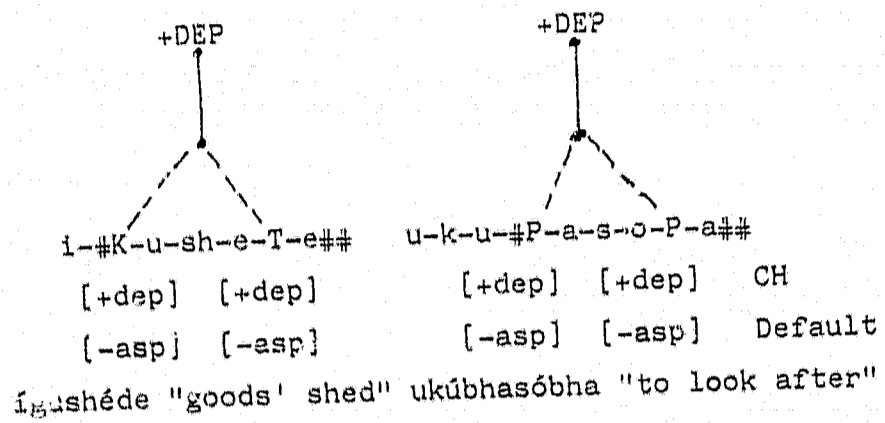 +DEP +DEP
i-#K-u-sh-e-T-e## u-k-u-#P-a-s-o-P-a##
[+dep] [+dep] [+dep] [+dep] CH
[-asp] [-asp] [-asp] [-asp] Default
ígushéde "goods' shed" ukúbhasóbha "to look after"